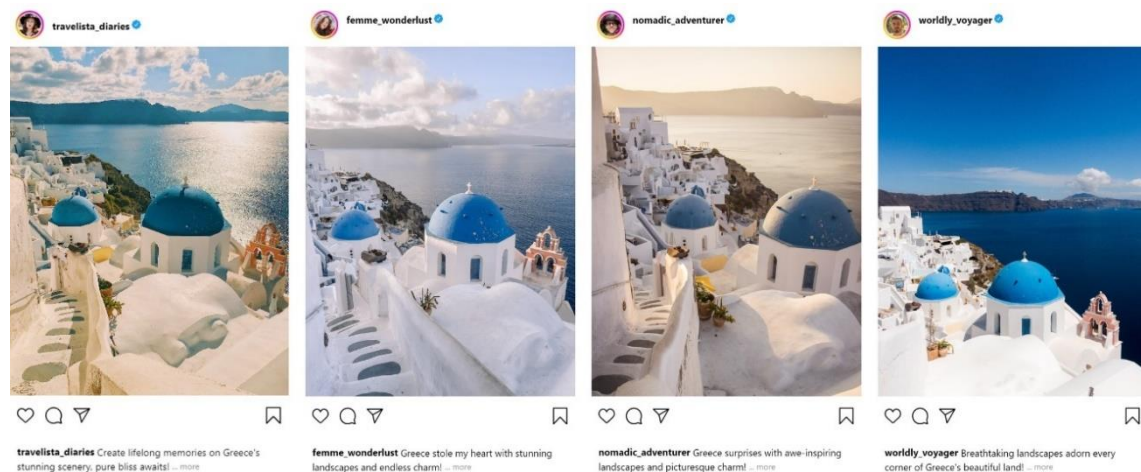 travelista_diaries
femme_wonderlust
nomadic_adventurer
worldly_voyager
travelista_diaries Create lifelong memories on Greece's
stunning scenery, pure bliss awaits! ... more
femme_wonderlust Greece stole my heart with stunning
landscapes and endless charm! ... more
nomadic_adventurer Greece surprises with awe-inspiring
landscapes and picturesque charm! ... more
worldly_voyager Breathtaking landscapes adorn every
corner of Greece's beautiful land ... more